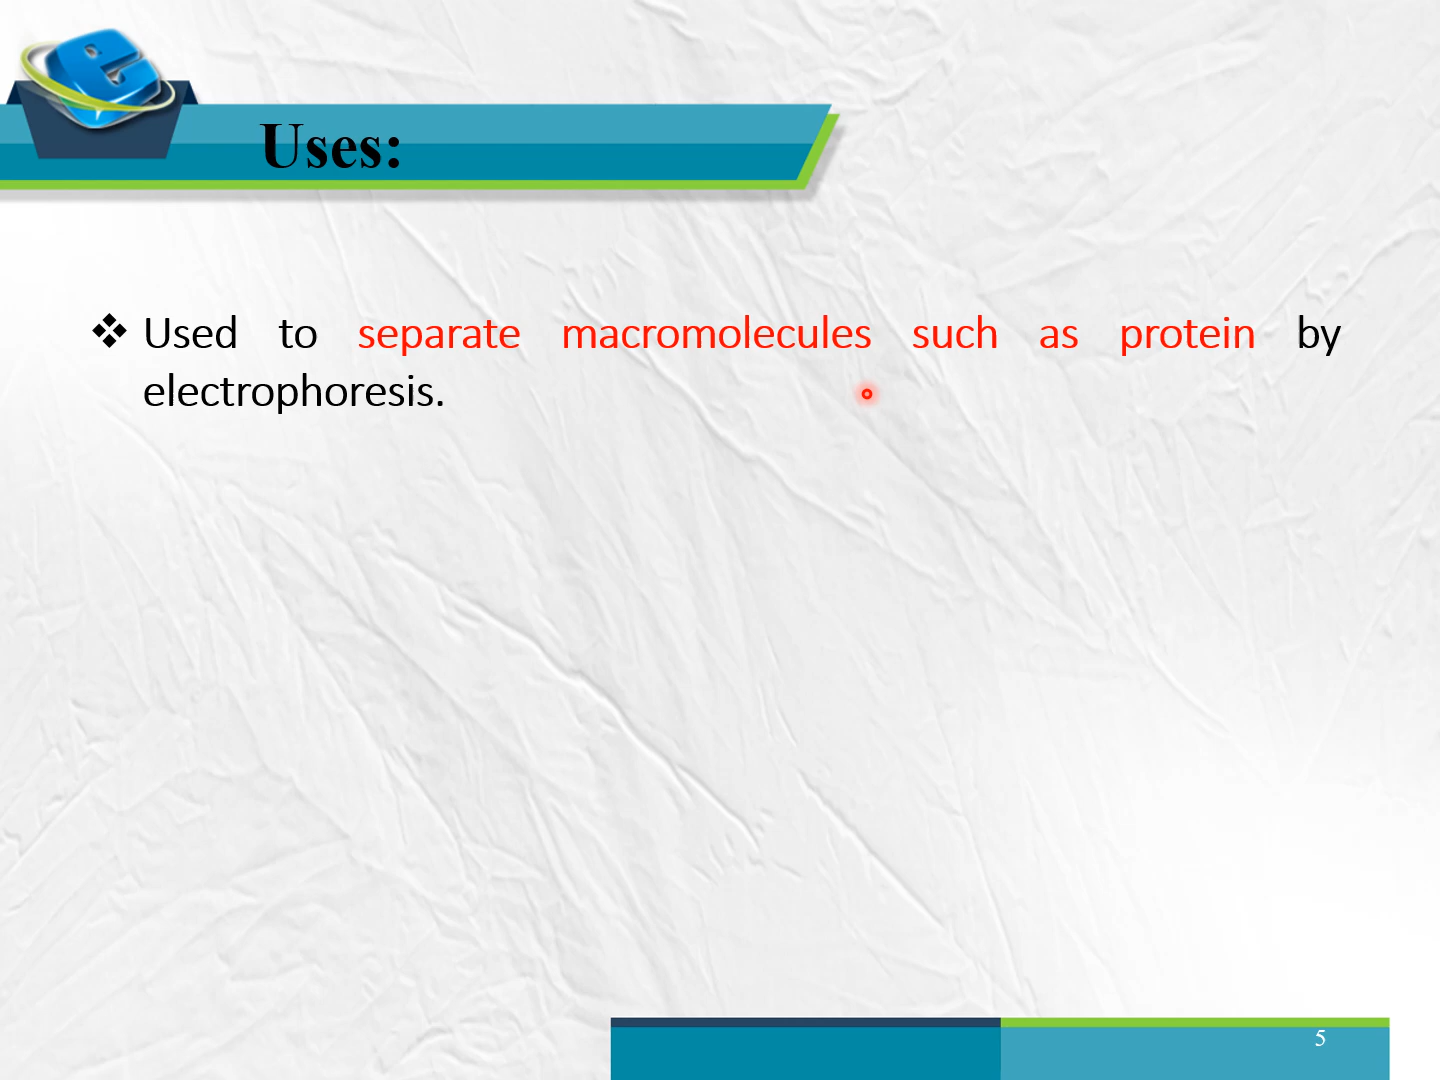 Uses:
❖ Used to separate macromolecules such as protein by
electrophoresis.
5